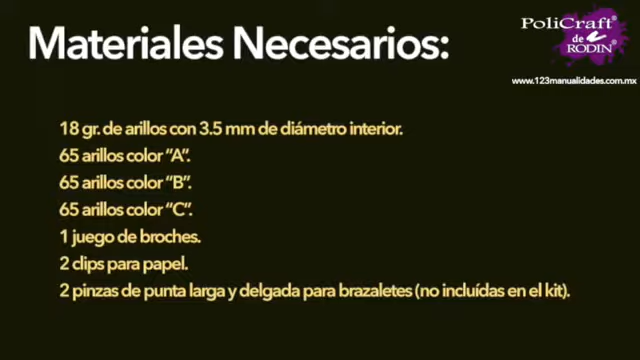 Materiales Necesarios:
PoliCraft®
de
RODIN®
www.123manualidades.com.mx
18 gr. de arillos con 3.5 mm de diámetro interior.
65 arillos color “A”.
65 arillos color “B”.
65 arillos color “C”.
1 juego de broches.
2 clips para papel.
2 pinzas de punta larga y delgada para brazaletes (no incluídas en el kit).